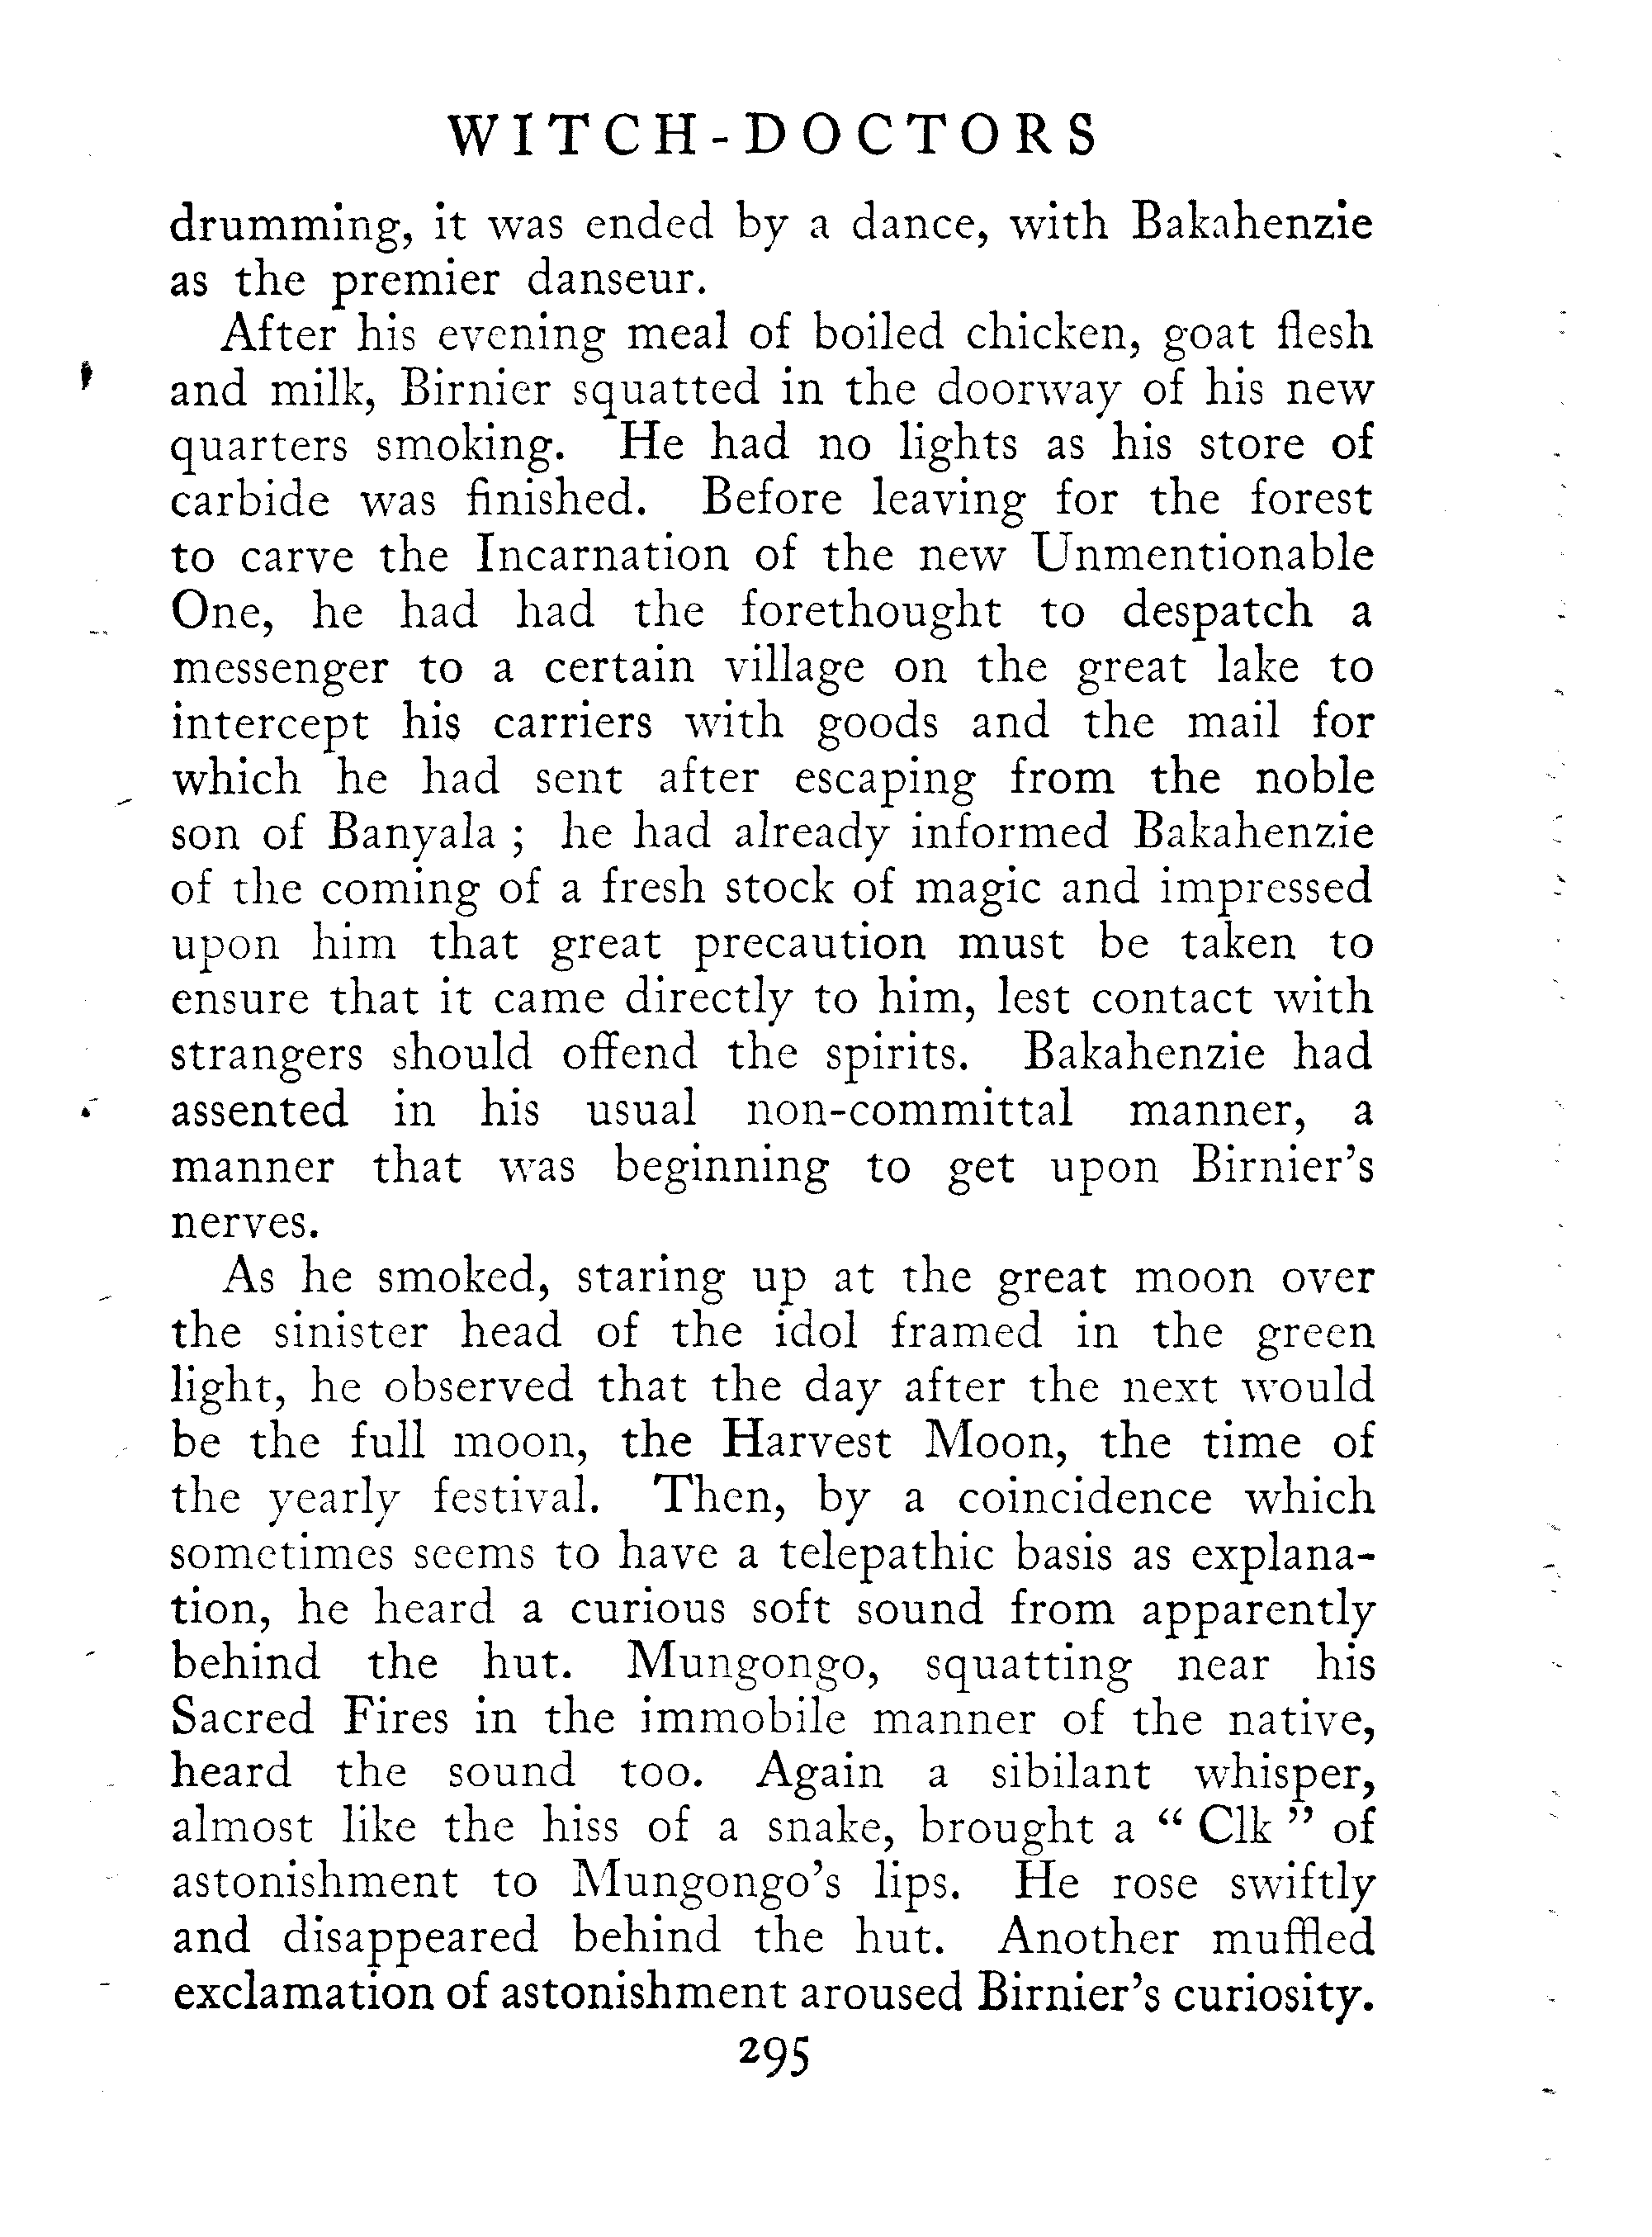 WITCH-DOCTORS
drumming, it was ended by a dance, with Bakahenzie
as the premier danseur.
After his evening meal of boiled chicken, goat flesh
and milk, Birnier squatted in the doorway of his new
quarters smoking. He had no lights as his store of
carbide was finished. Before leaving for the forest
to carve the Incarnation of the new Unmentionable
One, he had had the forethought to despatch a
messenger to a certain village on the great lake to
intercept his carriers with goods and the mail for
which he had sent after escaping from the noble
son of Banyala ; he had already informed Bakahenzie
of the coming of a fresh stock of magic and impressed
upon him that great precaution must be taken to
ensure that it came directly to him, lest contact with
strangers should offend the spirits. Bakahenzie had
assented in his usual non-committal manner, a
manner that was beginning to get upon Birnier's
nerves.
As he smoked, staring up at the great moon over
the sinister head of the idol framed in the green
light, he observed that the day after the next would
be the full moon, the Harvest Moon, the time of
the yearly festival. Then, by a coincidence which
sometimes seems to have a telepathic basis as explana-
tion, he heard a curious soft sound from apparently
behind the hut. Mungongo, squatting near his
Sacred Fires in the immobile manner of the native,
heard the sound too. Again a sibilant whisper,
almost like the hiss of a snake, brought a “ Clk ” of
astonishment to Mungongo's lips. He rose swiftly
and disappeared behind the hut. Another muffled
exclamation of astonishment aroused Birnier's curiosity.
295